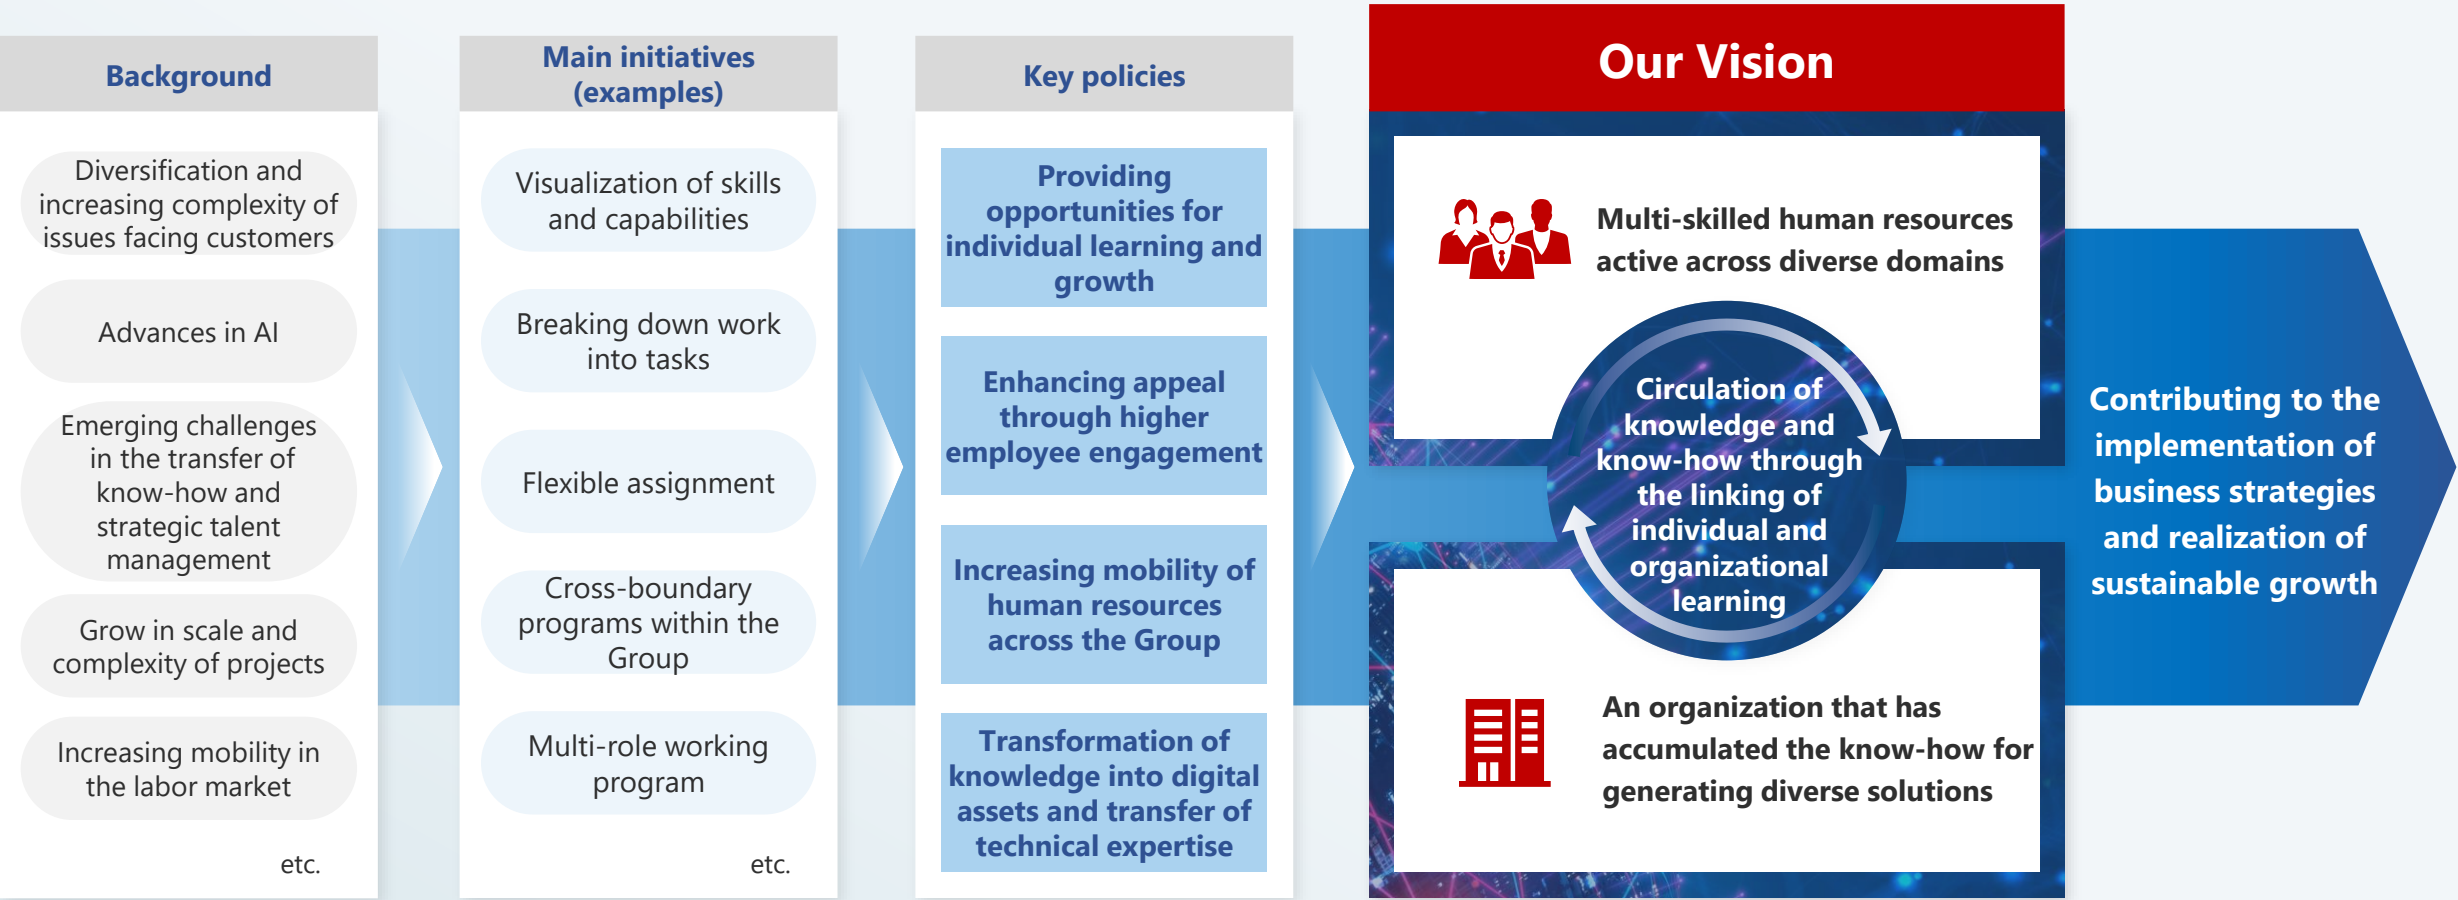 Background
Diversification and
increasing complexity of
issues facing customers
Advances in AI
Emerging challenges
in the transfer of
know-how and
strategic talent
management
Grow in scale and
complexity of projects
Increasing mobility in
the labor market
etc.
Main initiatives
(examples)
Visualization of skills
and capabilities
Breaking down work
into tasks
Flexible assignment
Cross-boundary
programs within the
Group
Multi-role working
program
etc.
Key policies
Providing
opportunities for
individual learning and
growth
Enhancing appeal
through higher
employee engagement
Increasing mobility of
human resources
across the Group
Transformation of
knowledge into digital
assets and transfer of
technical expertise
Our Vision
Multi-skilled human resources
active across diverse domains
Circulation of
knowledge and
know-how through
the linking of
individual and
organizational
learning
An organization that has
accumulated the know-how for
generating diverse solutions
Contributing to the
implementation of
business strategies
and realization of
sustainable growth